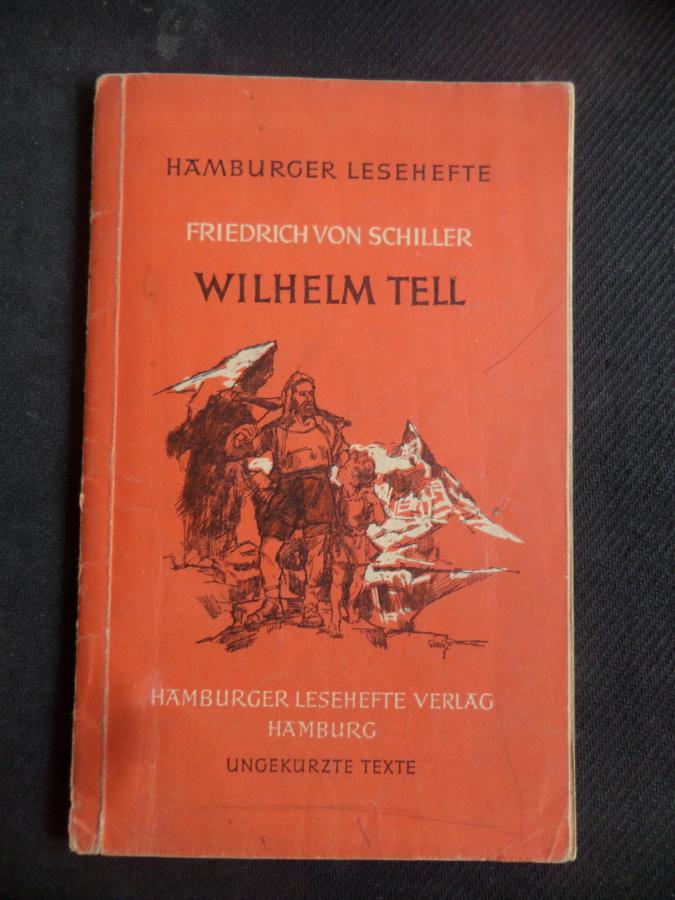 HAMBURGER LESEHEFTE
FRIEDRICH VON SCHILLER
WILHELM TELL
HAMBURGER LESEHEFTE VERLAG
HAMBURG
UNGEKÜRZTE TEXTE